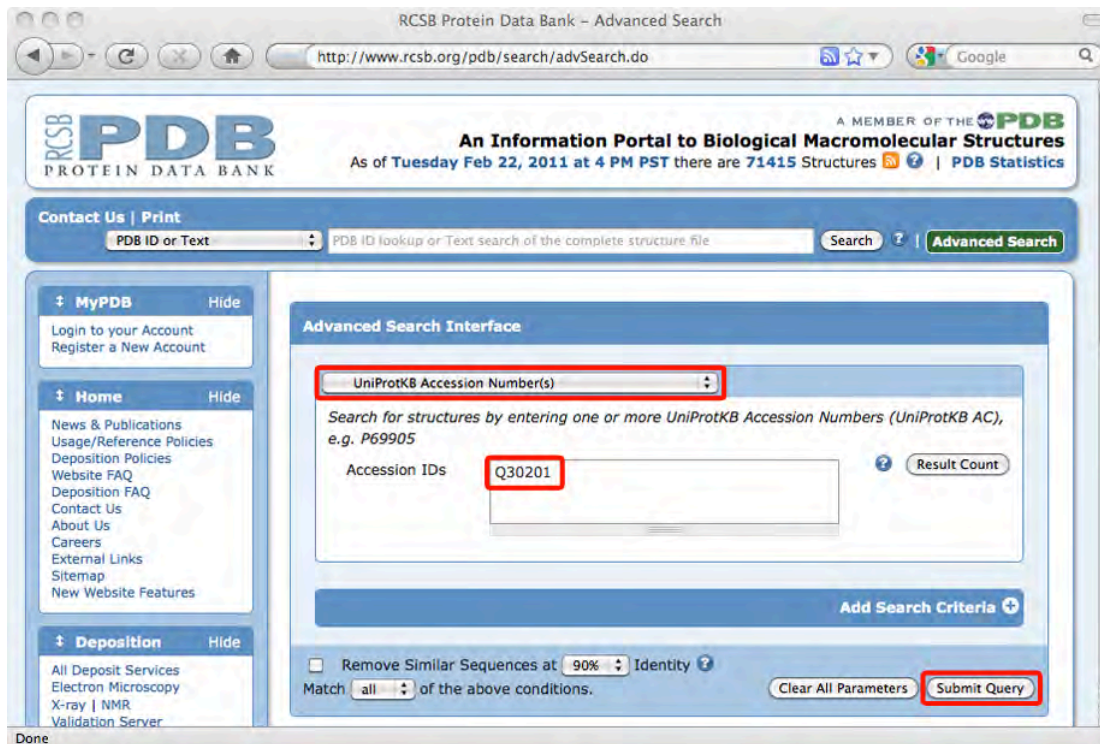 RCSB Protein Data Bank – Advanced Search
http://www.rcsb.org/pdb/search/advSearch.do
Google
RCSB
PDB
PROTEIN DATA BANK
A MEMBER OF THE PDB
An Information Portal to Biological Macromolecular Structures
As of Tuesday Feb 22, 2011 at 4 PM PST there are 71415 Structures ? | PDB Statistics
Contact Us | Print
PDB ID or Text
PDB ID lookup or Text search of the complete structure file
Search ? | Advanced Search
MyPDB Hide
Login to your Account
Register a New Account
Home Hide
News & Publications
Usage/Reference Policies
Deposition Policies
Website FAQ
Deposition FAQ
Contact Us
About Us
Careers
External Links
Sitemap
New Website Features
Deposition Hide
All Deposit Services
Electron Microscopy
X-ray | NMR
Validation Server
Advanced Search Interface
UniProtKB Accession Number(s)
Search for structures by entering one or more UniProtKB Accession Numbers (UniProtKB AC),
e.g. P69905
Accession IDs
Q30201
? Result Count
Add Search Criteria
Remove Similar Sequences at 90% Identity ?
Match all of the above conditions.
Clear All Parameters
Submit Query
Done